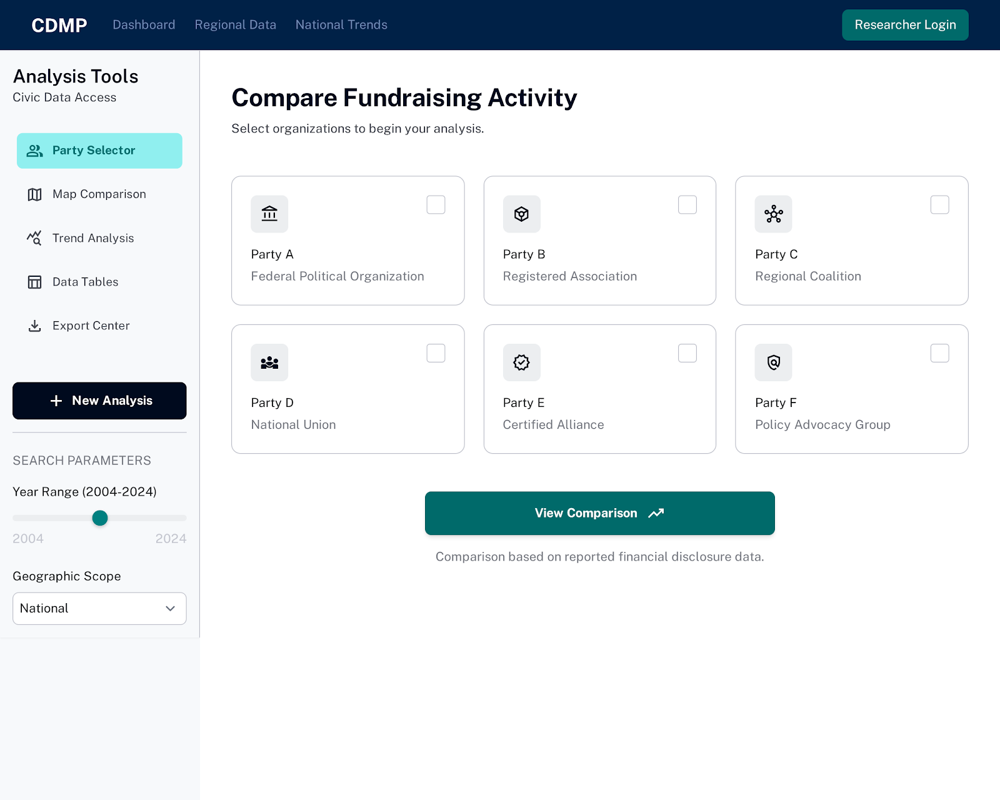 CDMP
Dashboard
Regional Data
National Trends
Researcher Login
Analysis Tools
Civic Data Access
Party Selector
Map Comparison
Trend Analysis
Data Tables
Export Center
New Analysis
SEARCH PARAMETERS
Year Range (2004-2024)
2004
2024
Geographic Scope
National
Compare Fundraising Activity
Select organizations to begin your analysis.
Party A
Federal Political Organization
Party B
Registered Association
Party C
Regional Coalition
Party D
National Union
Party E
Certified Alliance
Party F
Policy Advocacy Group
View Comparison
Comparison based on reported financial disclosure data.